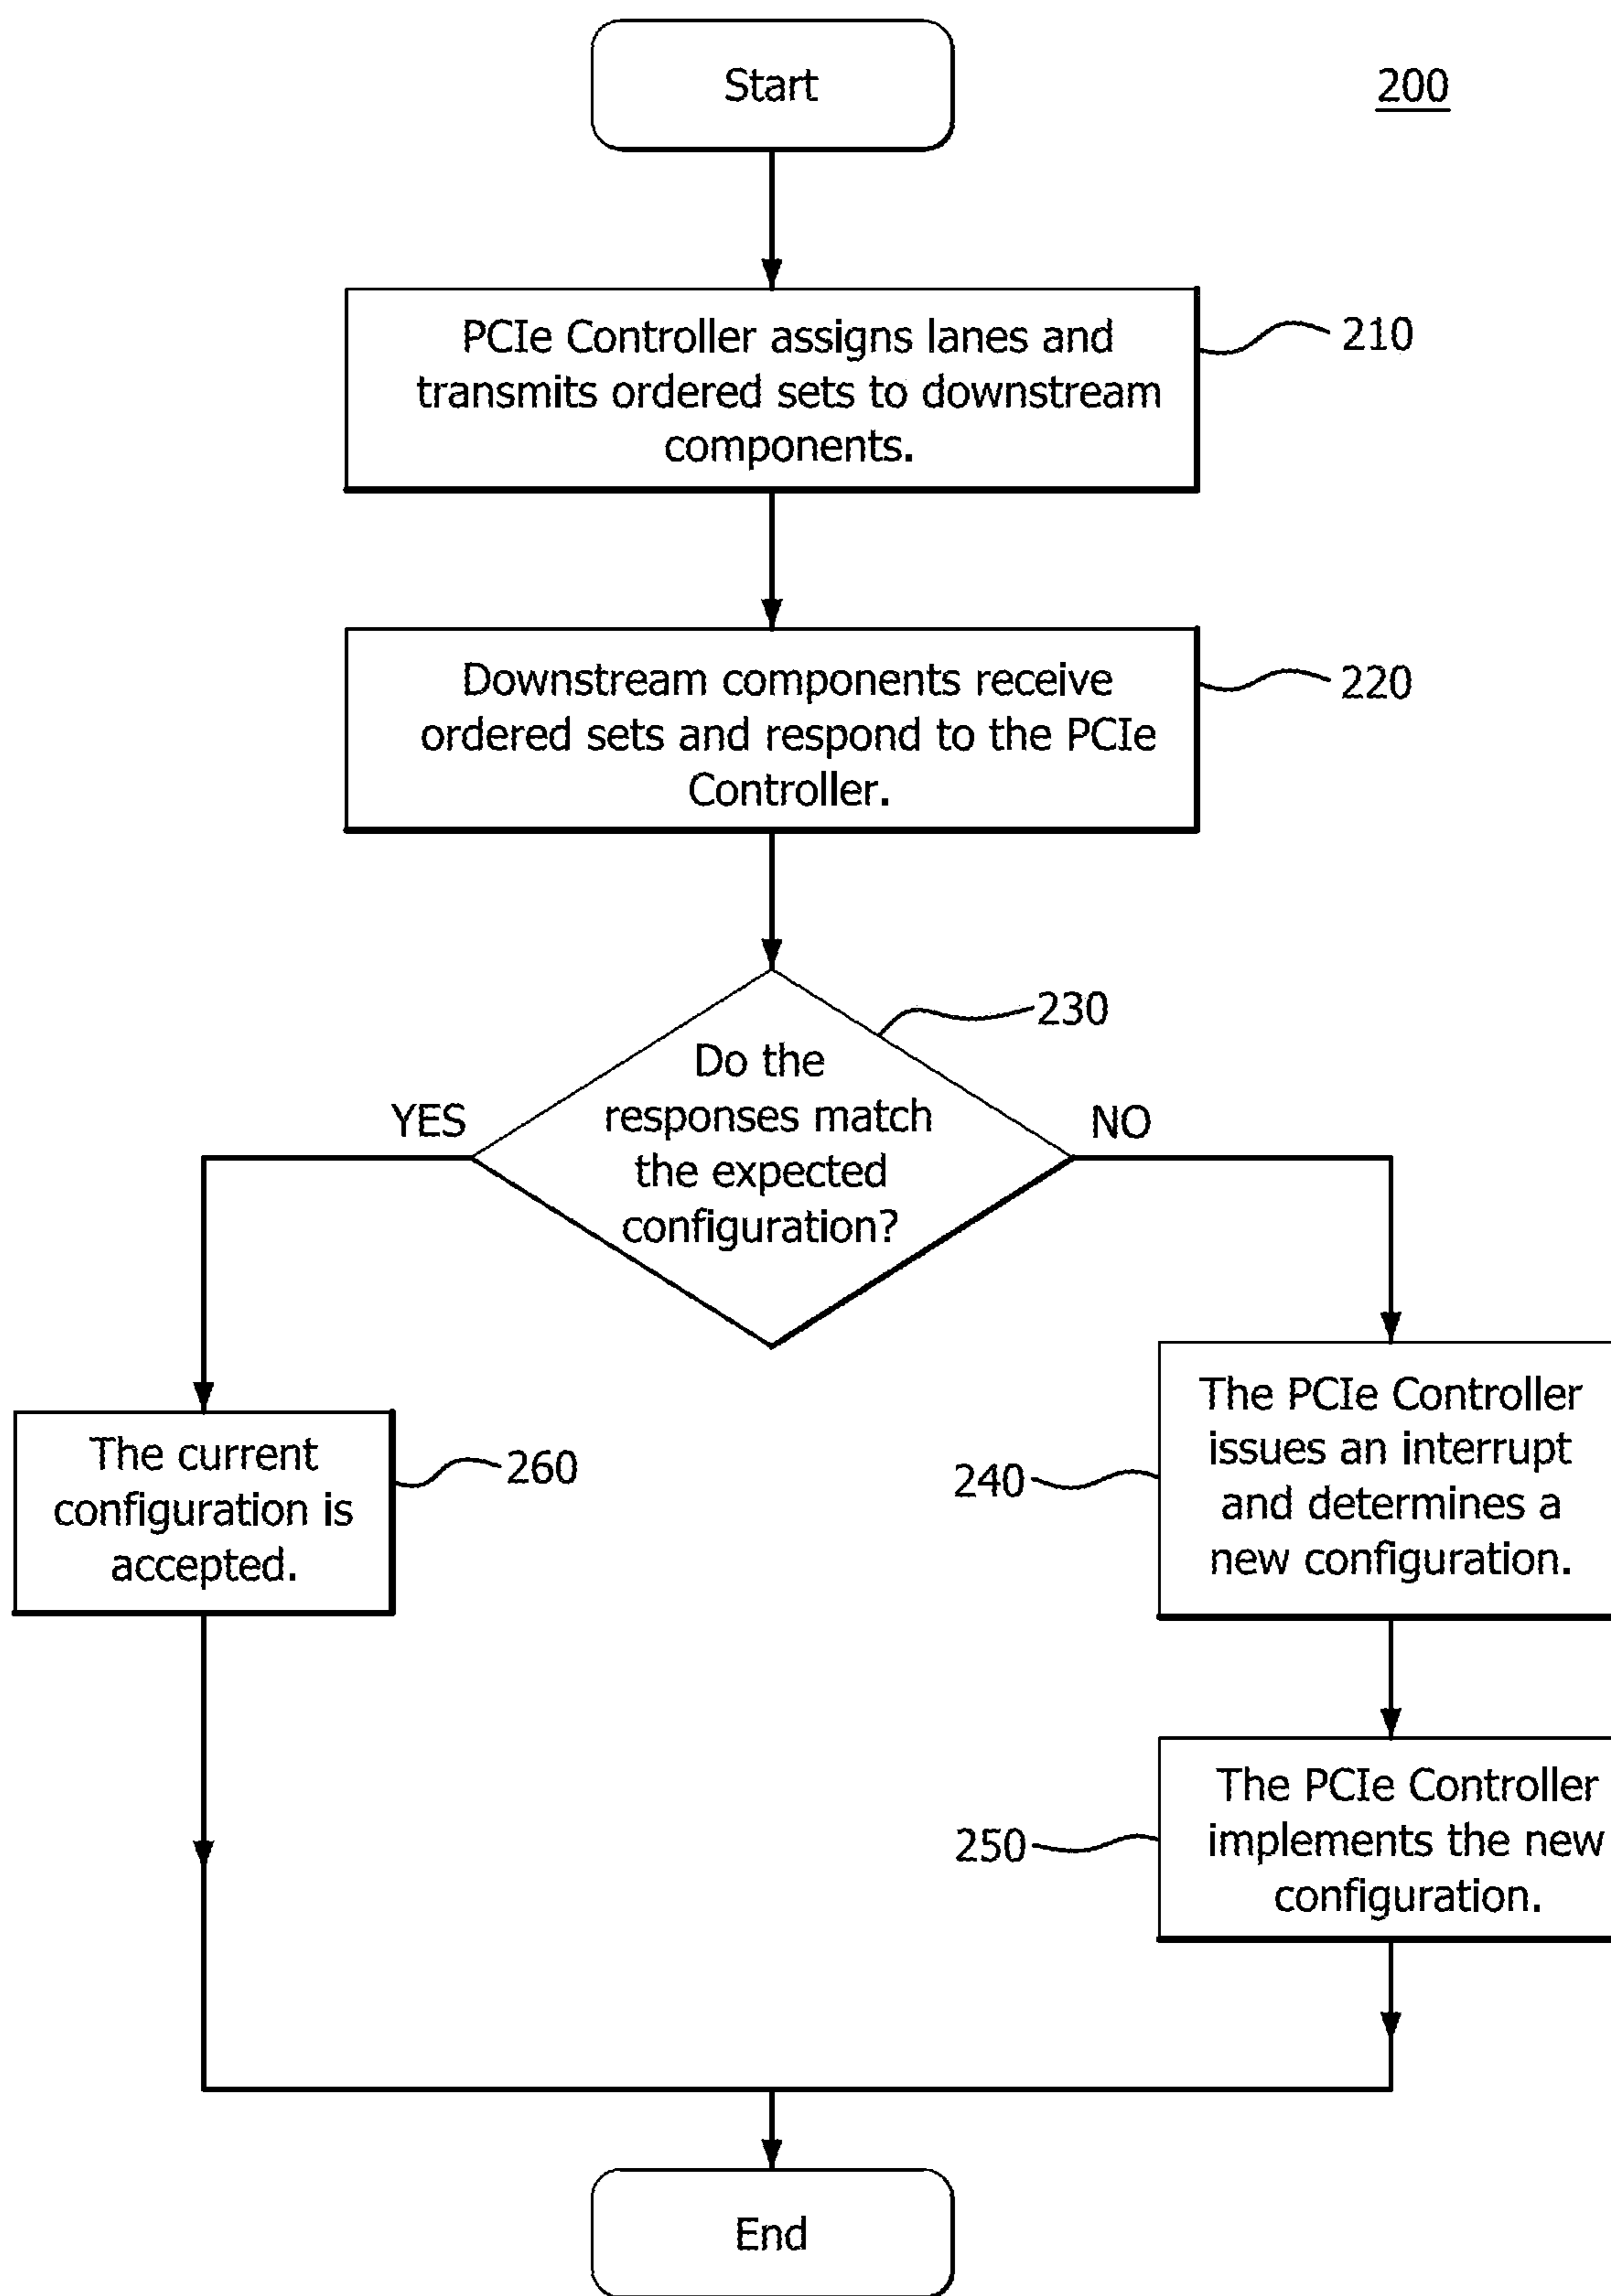 Start
200
PCIe Controller assigns lanes and
transmits ordered sets to downstream
components.
210
Downstream components receive
ordered sets and respond to the PCIe
Controller.
220
230
Do the
responses match
the expected
configuration?
YES
NO
The current
configuration is
accepted.
260
The PCIe Controller
issues an interrupt
and determines a
new configuration.
240
The PCIe Controller
implements the new
configuration.
250
End